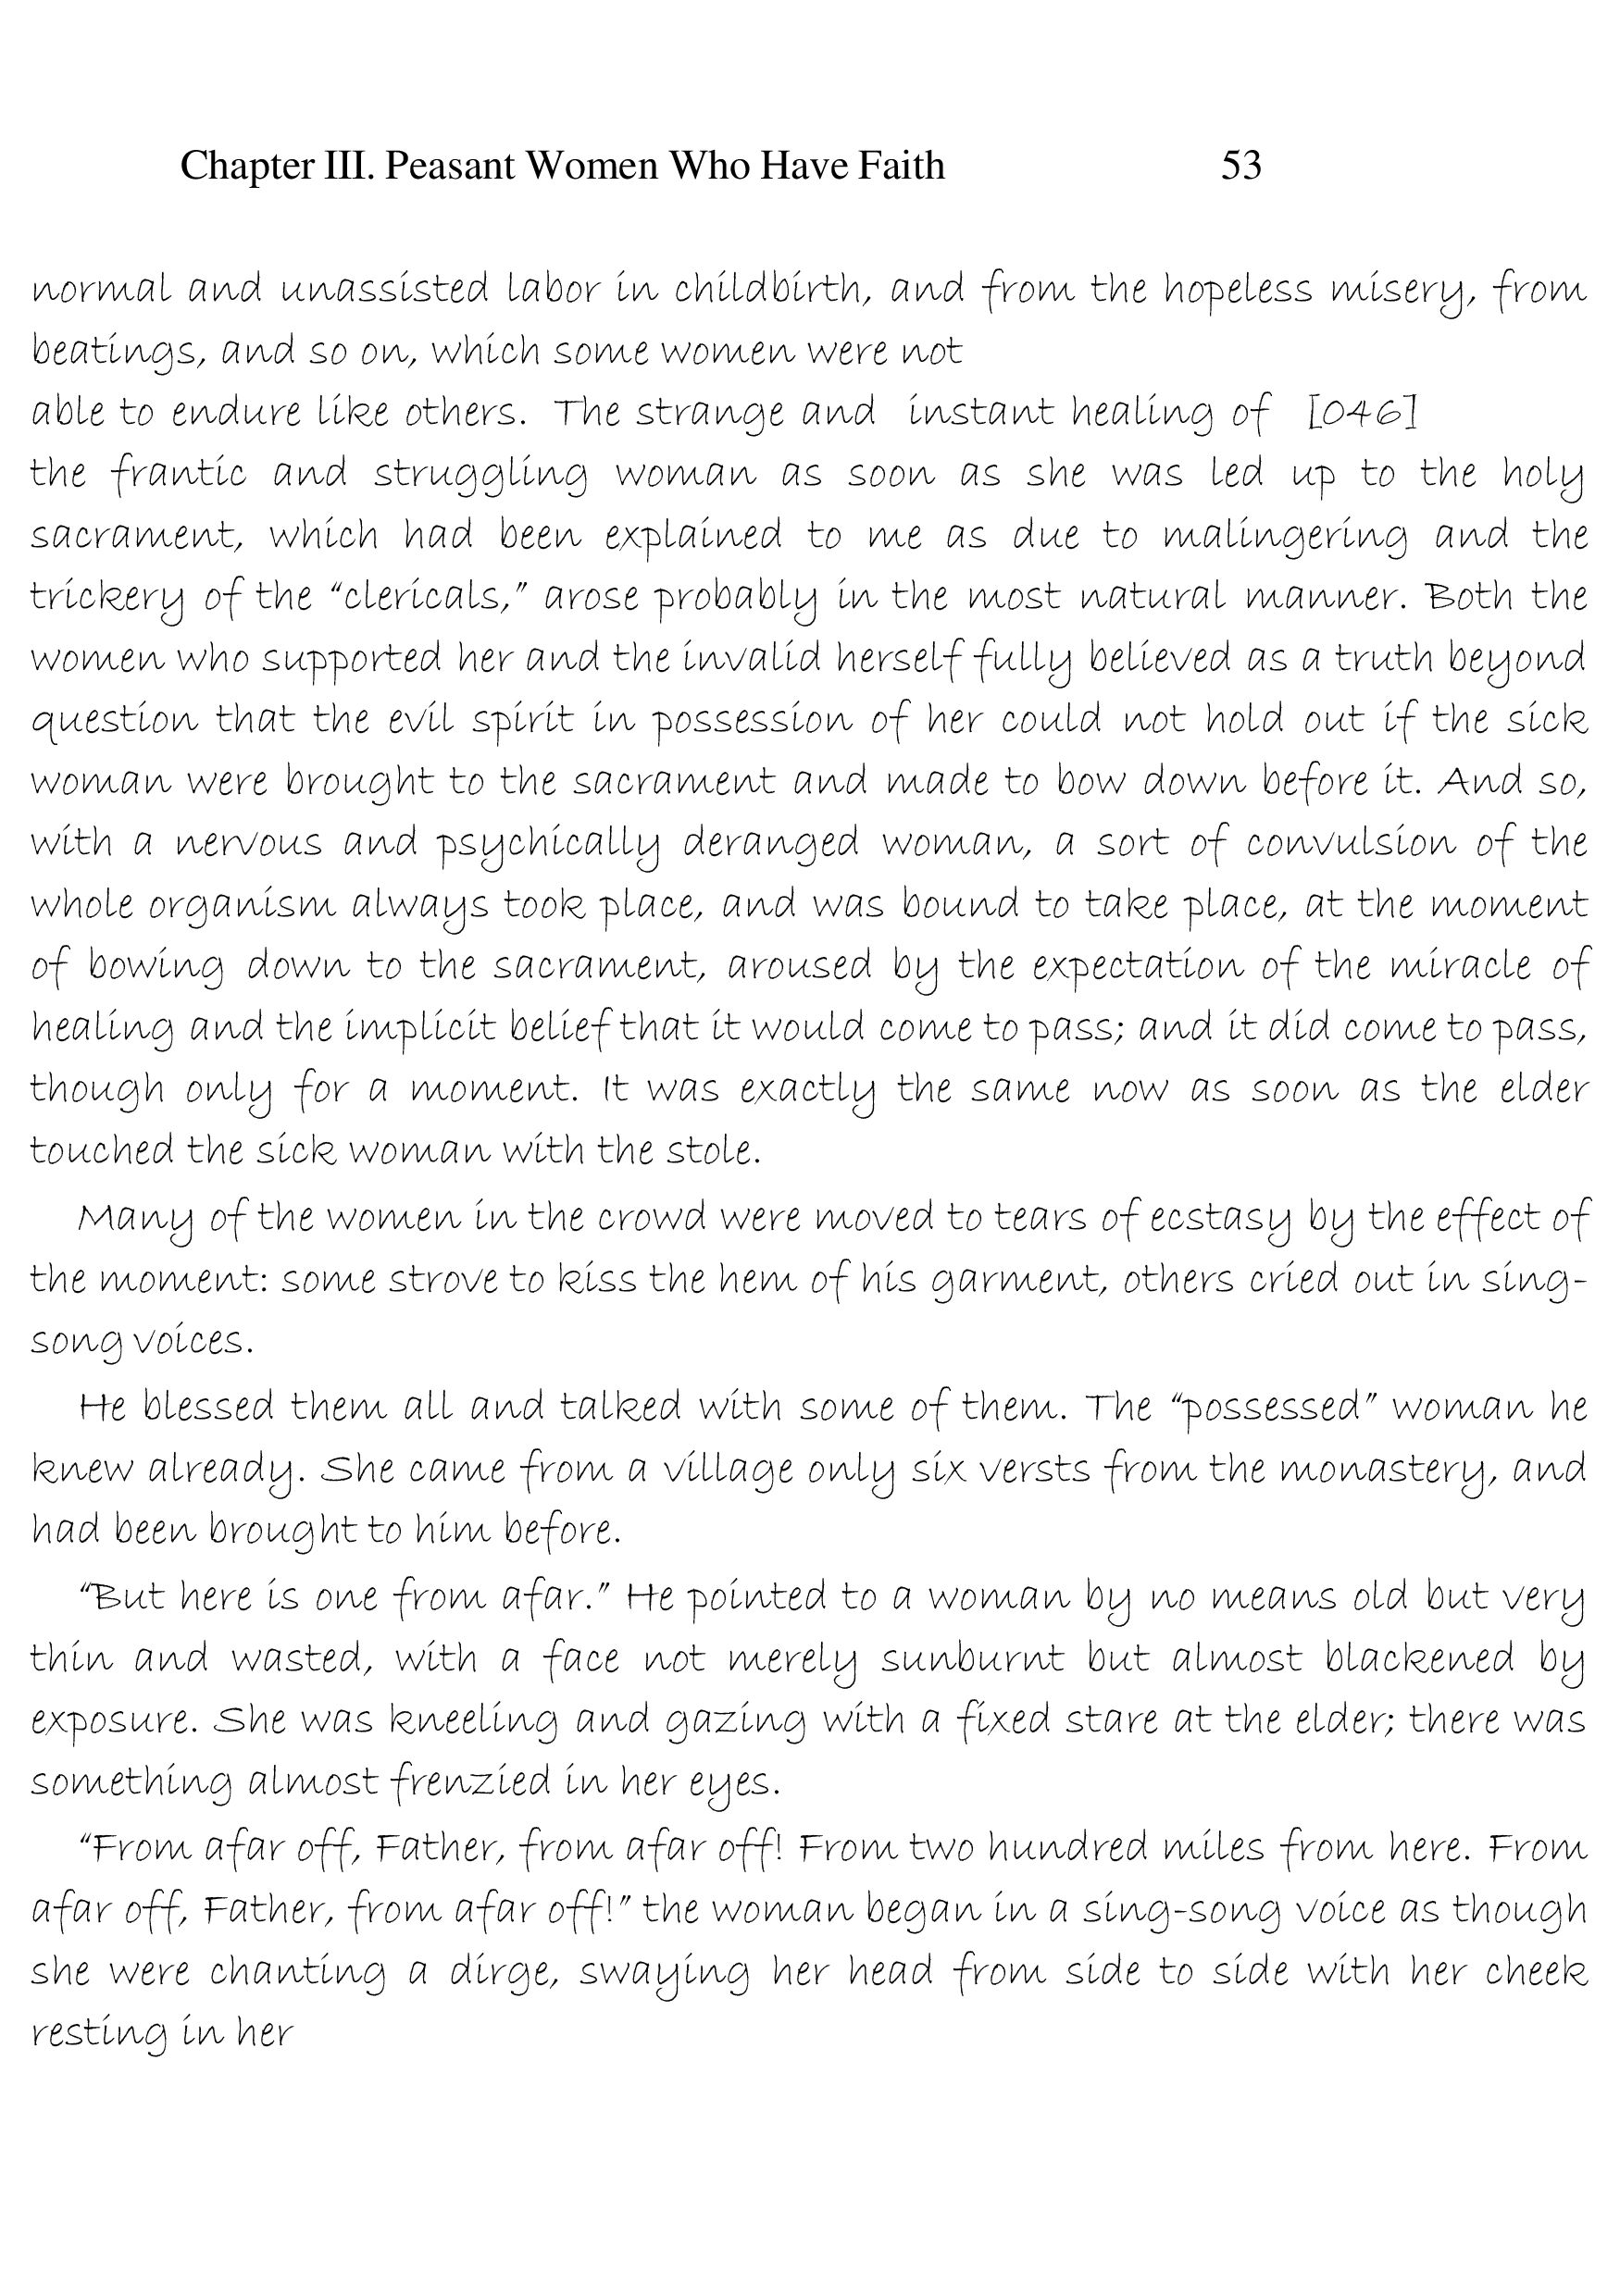 Chapter III. Peasant Women Who Have Faith 53
normal and unassisted labor in childbirth, and from the hopeless misery, from
beatings, and so on, which some women were not
able to endure like others. The strange and instant healing of [046]
the frantic and struggling woman as soon as she was led up to the holy
sacrament, which had been explained to me as due to malingering and the
trickery of the “clericals,” arose probably in the most natural manner. Both the
women who supported her and the invalid herself fully believed as a truth beyond
question that the evil spirit in possession of her could not hold out if the sick
woman were brought to the sacrament and made to bow down before it. And so,
with a nervous and psychically deranged woman, a sort of convulsion of the
whole organism always took place, and was bound to take place, at the moment
of bowing down to the sacrament, aroused by the expectation of the miracle of
healing and the implicit belief that it would come to pass; and it did come to pass,
though only for a moment. It was exactly the same now as soon as the elder
touched the sick woman with the stole.
Many of the women in the crowd were moved to tears of ecstasy by the effect of
the moment: some strove to kiss the hem of his garment, others cried out in sing-
song voices.
He blessed them all and talked with some of them. The “possessed” woman he
knew already. She came from a village only six versts from the monastery, and
had been brought to him before.
“But here is one from afar.” He pointed to a woman by no means old but very
thin and wasted, with a face not merely sunburnt but almost blackened by
exposure. She was kneeling and gazing with a fixed stare at the elder; there was
something almost frenzied in her eyes.
“From afar off, Father, from afar off! From two hundred miles from here. From
afar off, Father, from afar off!” the woman began in a sing-song voice as though
she were chanting a dirge, swaying her head from side to side with her cheek
resting in her